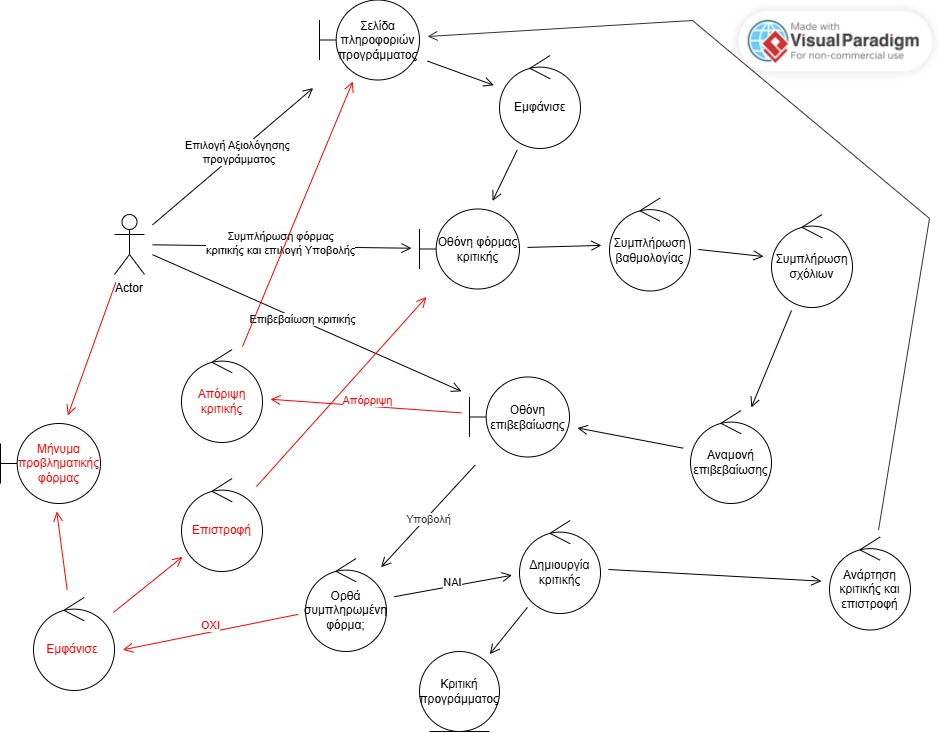 Σελίδα
πληροφοριών
προγράμματος
Made with
Visual Paradigm
For non-commercial use
Εμφάνισε
Επιλογή Αξιολόγησης
προγράμματος
Συμπλήρωση φόρμας
κριτικής και επιλογή Υποβολής
Οθόνη φόρμας
κριτικής
Συμπλήρωση
βαθμολογίας
Συμπλήρωση
σχόλιων
Actor
Επιβεβαίωση κριτικής
Απόριψη
κριτικής
Απόρριψη
Οθόνη
επιβεβαίωσης
Μήνυμα
προβληματικής
φόρμας
Αναμονή
επιβεβαίωσης
Επιστροφή
Υποβολή
Ορθά
συμπληρωμένη
φόρμα;
ΝΑΙ
Δημιουργία
κριτικής
Ανάρτηση
κριτικής και
επιστροφή
ΟΧΙ
Εμφάνισε
Κριτική
προγράμματος